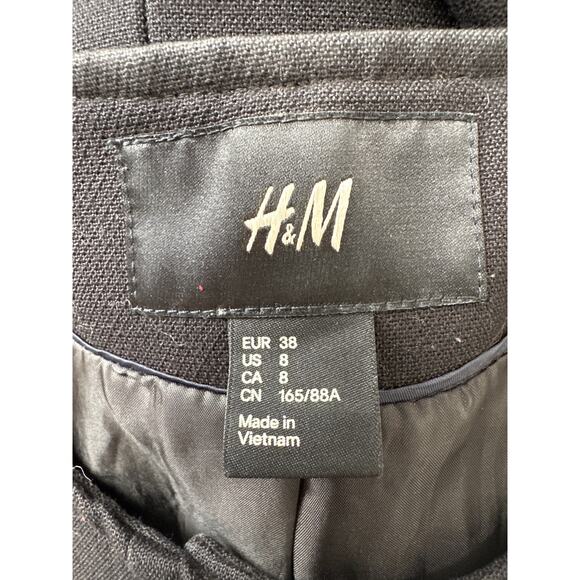 H&M
EUR 38
US 8
CA 8
CN 165/88A
Made in
Vietnam